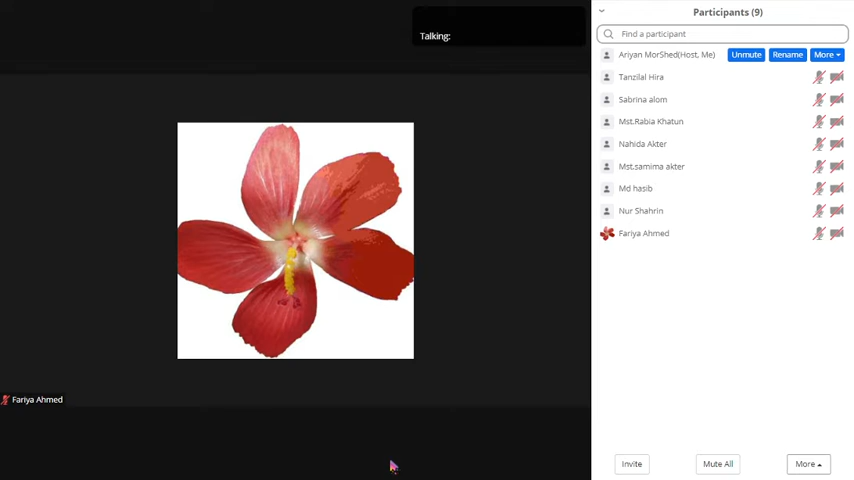 Talking:
Fariya Ahmed
Participants (9)
Find a participant
Ariyan MorShed(Host, Me) Unmute Rename More
Tanzilal Hira
Sabrina alom
Mst.Rabia Khatun
Nahida Akter
Mst.samima akter
Md hasib
Nur Shahrin
Fariya Ahmed
Invite Mute All More